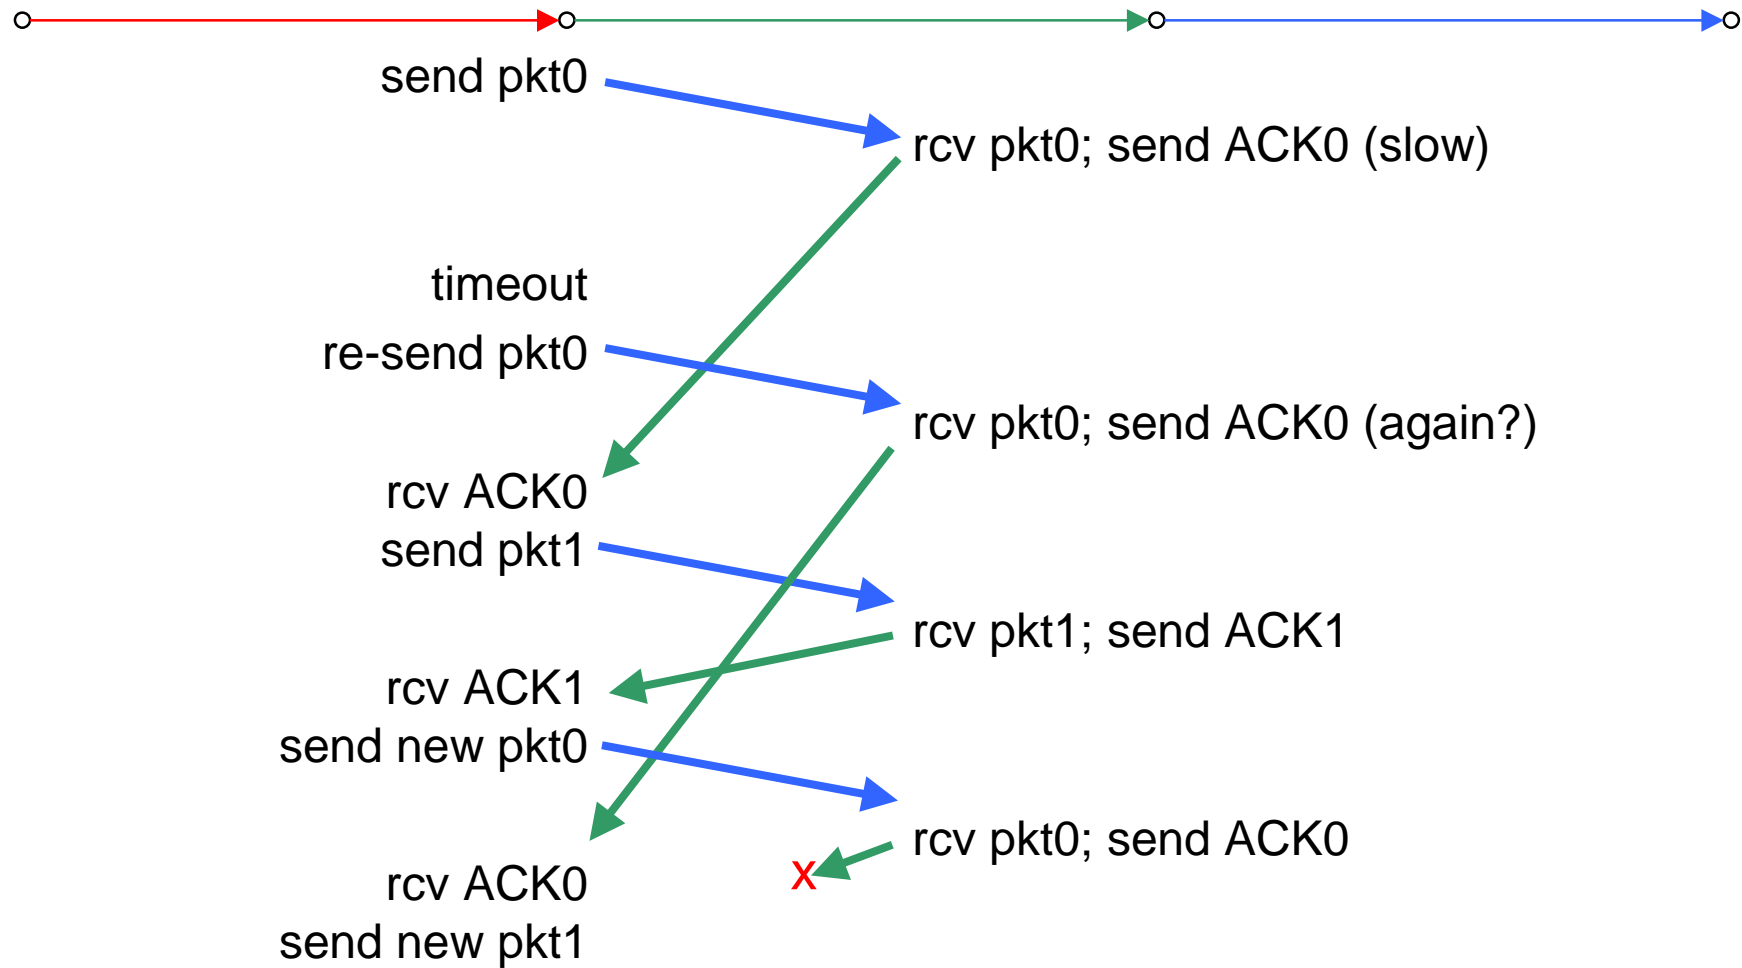 send pkt0
rcv pkt0; send ACK0 (slow)
timeout
re-send pkt0
rcv pkt0; send ACK0 (again?)
rcv ACK0
send pkt1
rcv pkt1; send ACK1
rcv ACK1
send new pkt0
rcv pkt0; send ACK0
x
rcv ACK0
send new pkt1